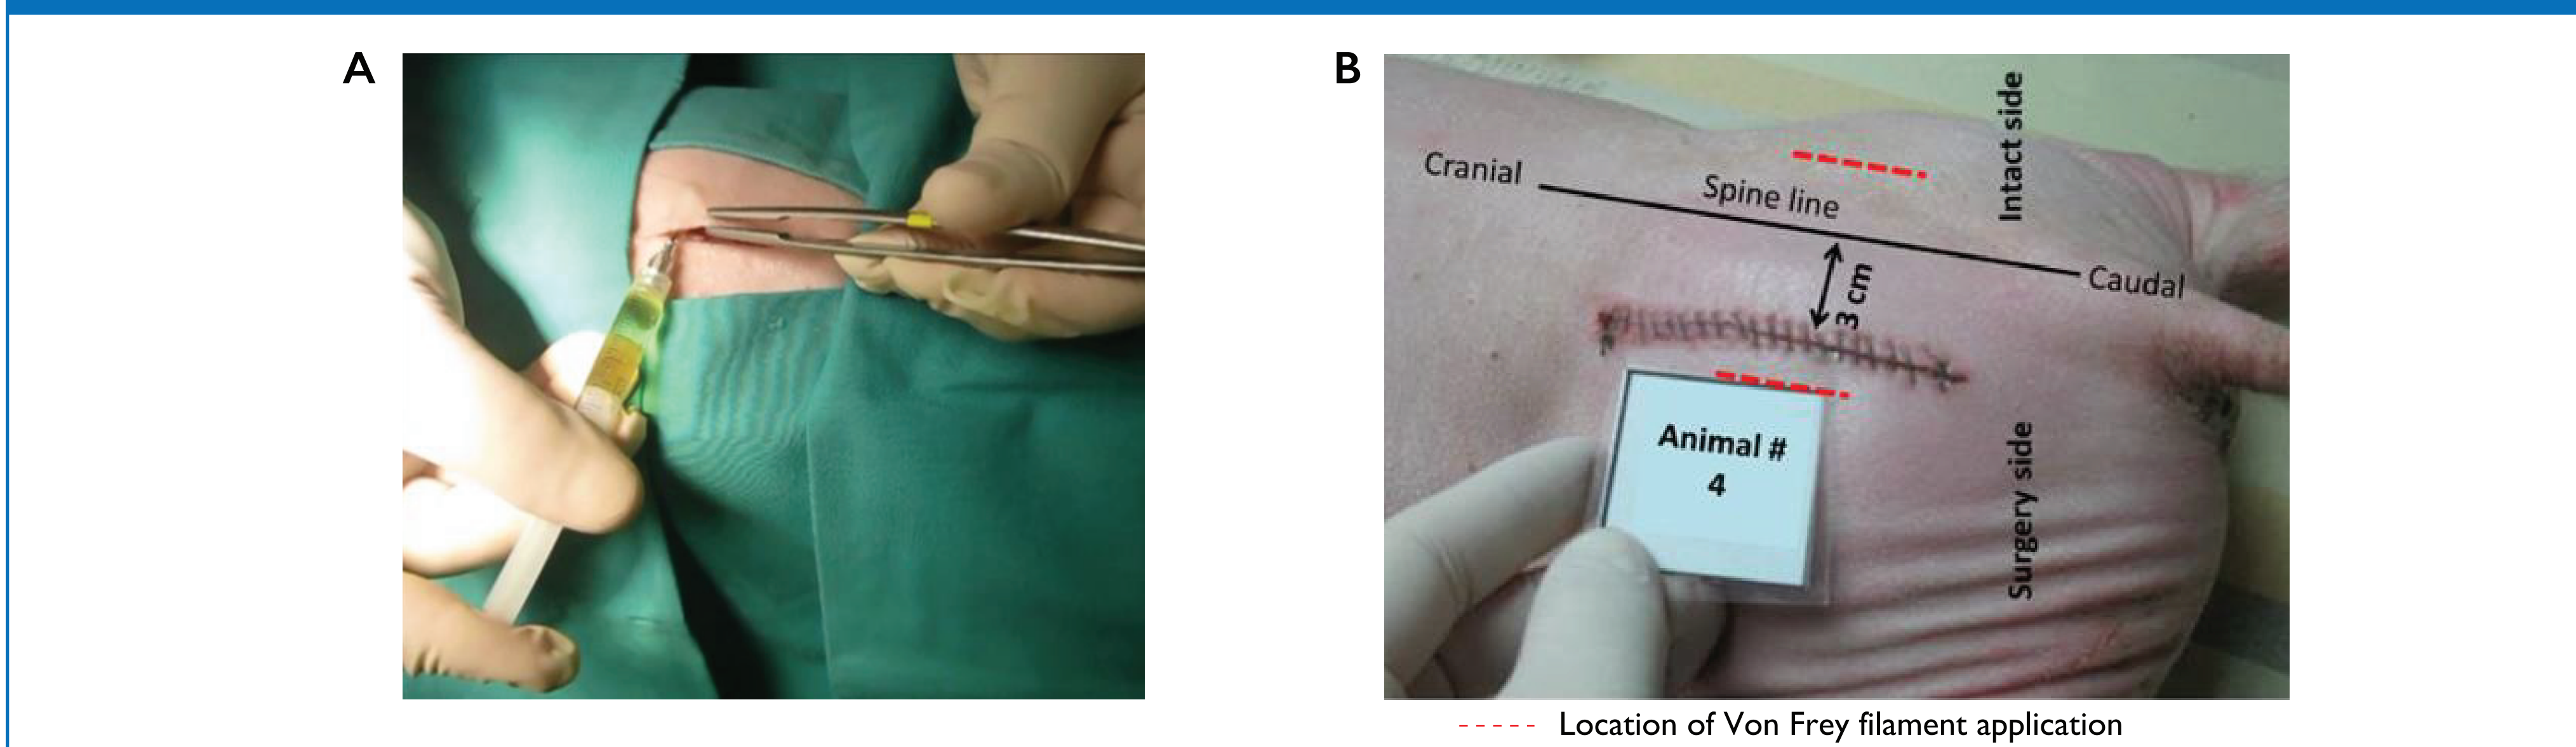 A
B
Cranial
Spine line
Intact side
Caudal
3 cm
Animal #
4
Surgery side
Location of Von Frey filament application